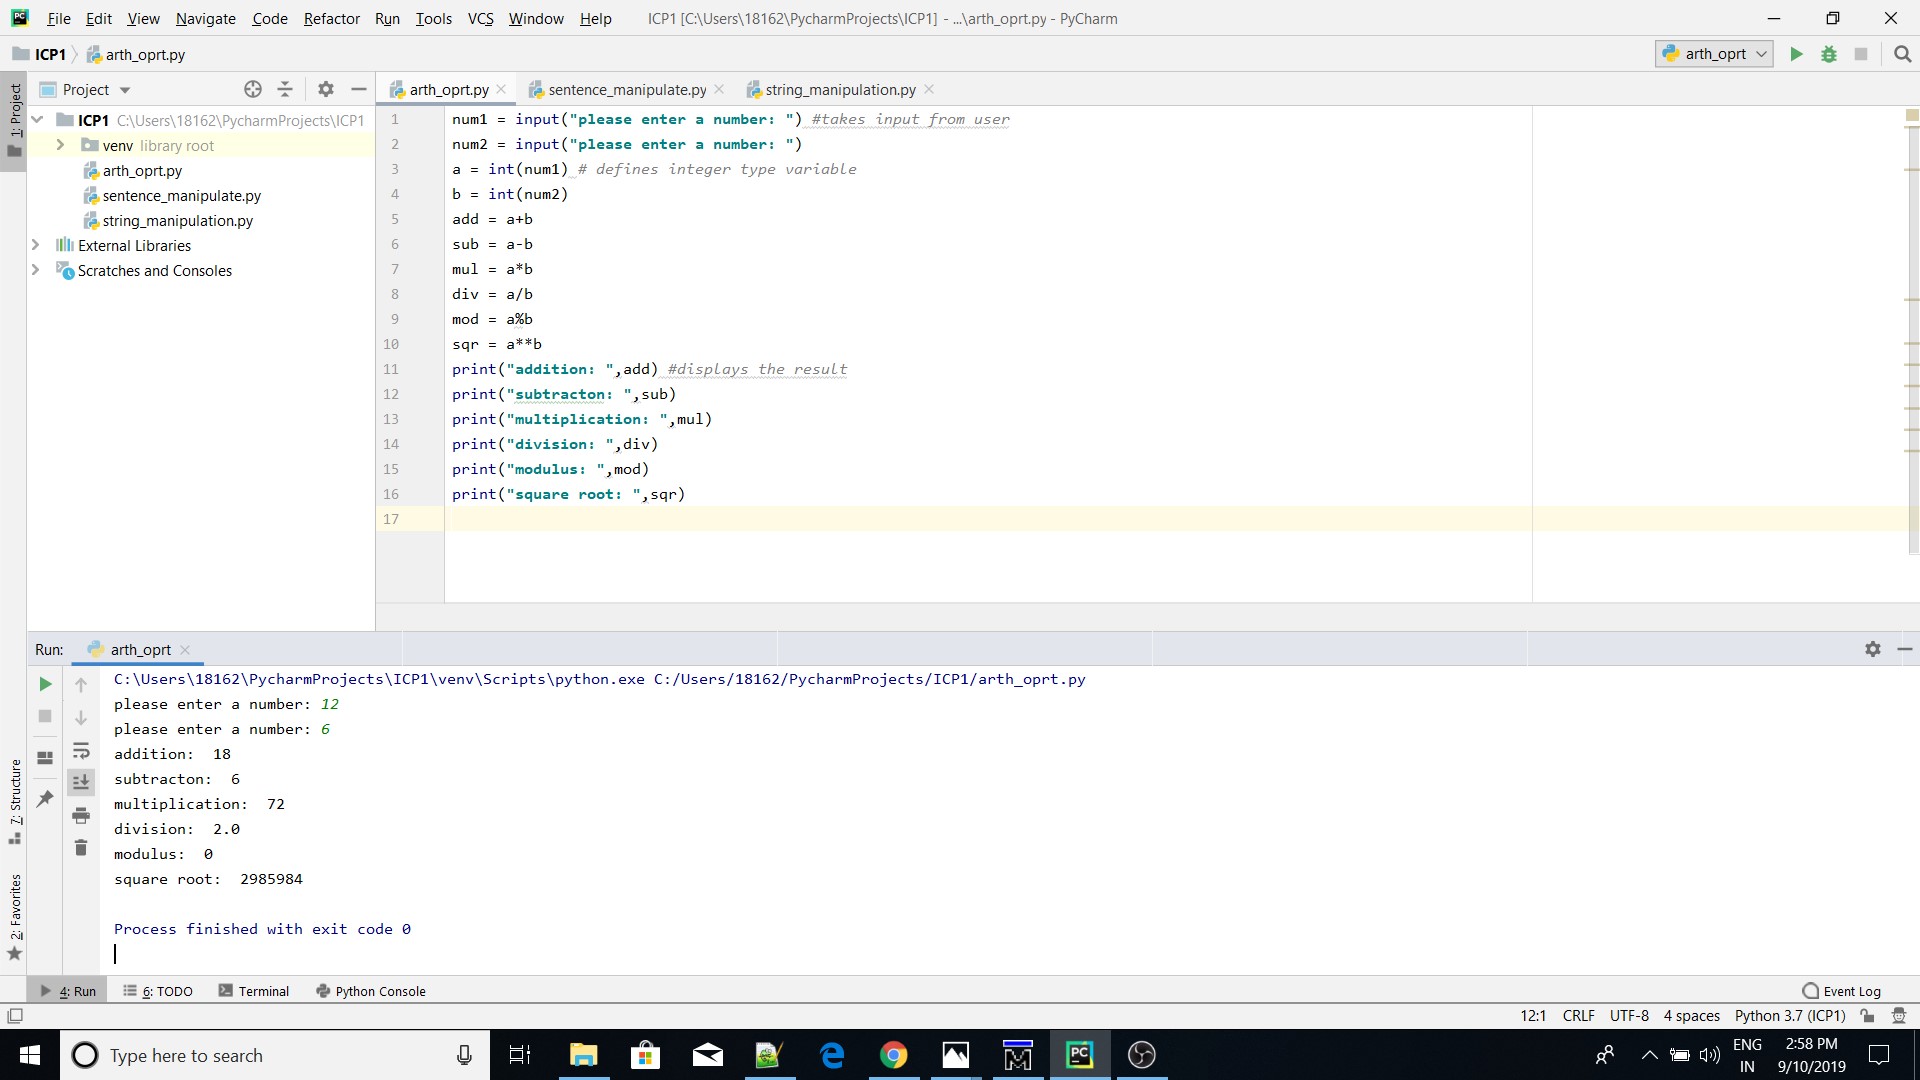 File Edit View Navigate Code Refactor Run Tools VCS Window Help ICP1 [C:\Users\18162\PycharmProjects\ICP1] - ...\arth_oprt.py - PyCharm
ICP1 arth_oprt.py arth_oprt
1: Project
Project
arth_oprt.py sentence_manipulate.py string_manipulation.py
ICP1 C:\Users\18162\PycharmProjects\ICP1
venv library root
arth_oprt.py
sentence_manipulate.py
string_manipulation.py
External Libraries
Scratches and Consoles
1 num1 = input("please enter a number: ") #takes input from user
2 num2 = input("please enter a number: ")
3 a = int(num1) # defines integer type variable
4 b = int(num2)
5 add = a+b
6 sub = a-b
7 mul = a*b
8 div = a/b
9 mod = a%b
10 sqr = a**b
11 print("addition: ",add) #displays the result
12 print("subtracton: ",sub)
13 print("multiplication: ",mul)
14 print("division: ",div)
15 print("modulus: ",mod)
16 print("square root: ",sqr)
17
Run: arth_oprt
C:\Users\18162\PycharmProjects\ICP1\venv\Scripts\python.exe C:/Users/18162/PycharmProjects/ICP1/arth_oprt.py
please enter a number: 12
please enter a number: 6
addition:  18
subtracton:  6
multiplication:  72
division:  2.0
modulus:  0
square root:  2985984
Process finished with exit code 0
7: Structure
2: Favorites
4: Run 6: TODO Terminal Python Console Event Log
12:1 CRLF UTF-8 4 spaces Python 3.7 (ICP1)
Type here to search
PC
ENG
IN
2:58 PM
9/10/2019